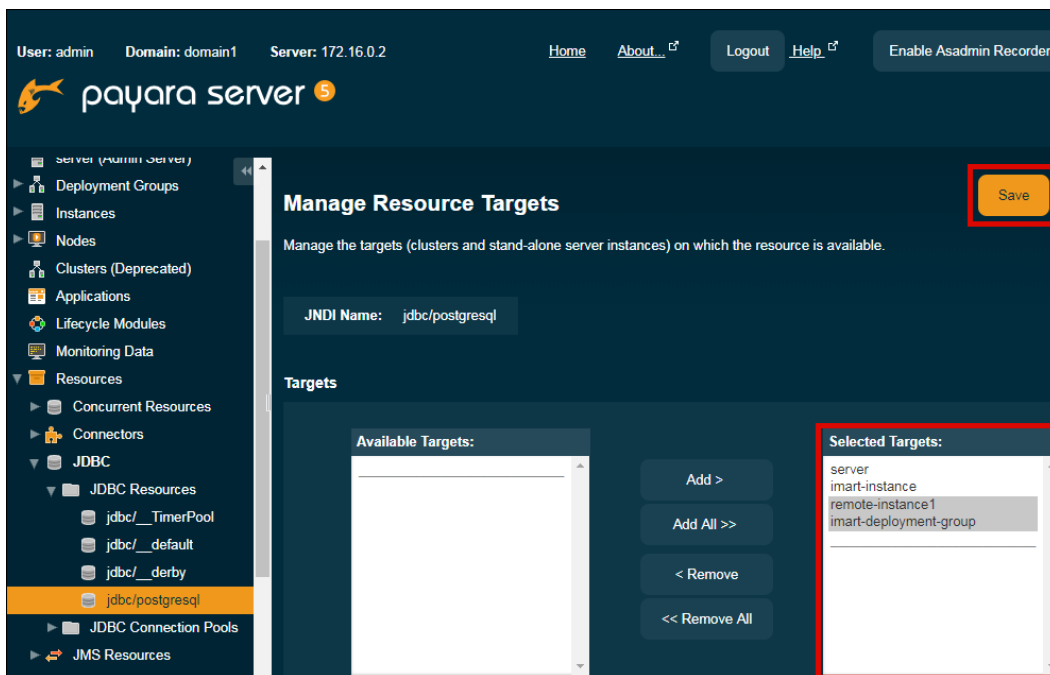 User: admin Domain: domain1 Server: 172.16.0.2 Home About... Logout Help Enable Asadmin Recorder
payara server 5
server (Admin Server)
Deployment Groups
Instances
Nodes
Clusters (Deprecated)
Applications
Lifecycle Modules
Monitoring Data
Resources
Concurrent Resources
Connectors
JDBC
JDBC Resources
jdbc/__TimerPool
jdbc/__default
jdbc/__derby
jdbc/postgresql
JDBC Connection Pools
JMS Resources
Manage Resource Targets
Save
Manage the targets (clusters and stand-alone server instances) on which the resource is available.
JNDI Name: jdbc/postgresql
Targets
Available Targets:
Add >
Add All >>
< Remove
<< Remove All
Selected Targets:
server
imart-instance
remote-instance1
imart-deployment-group